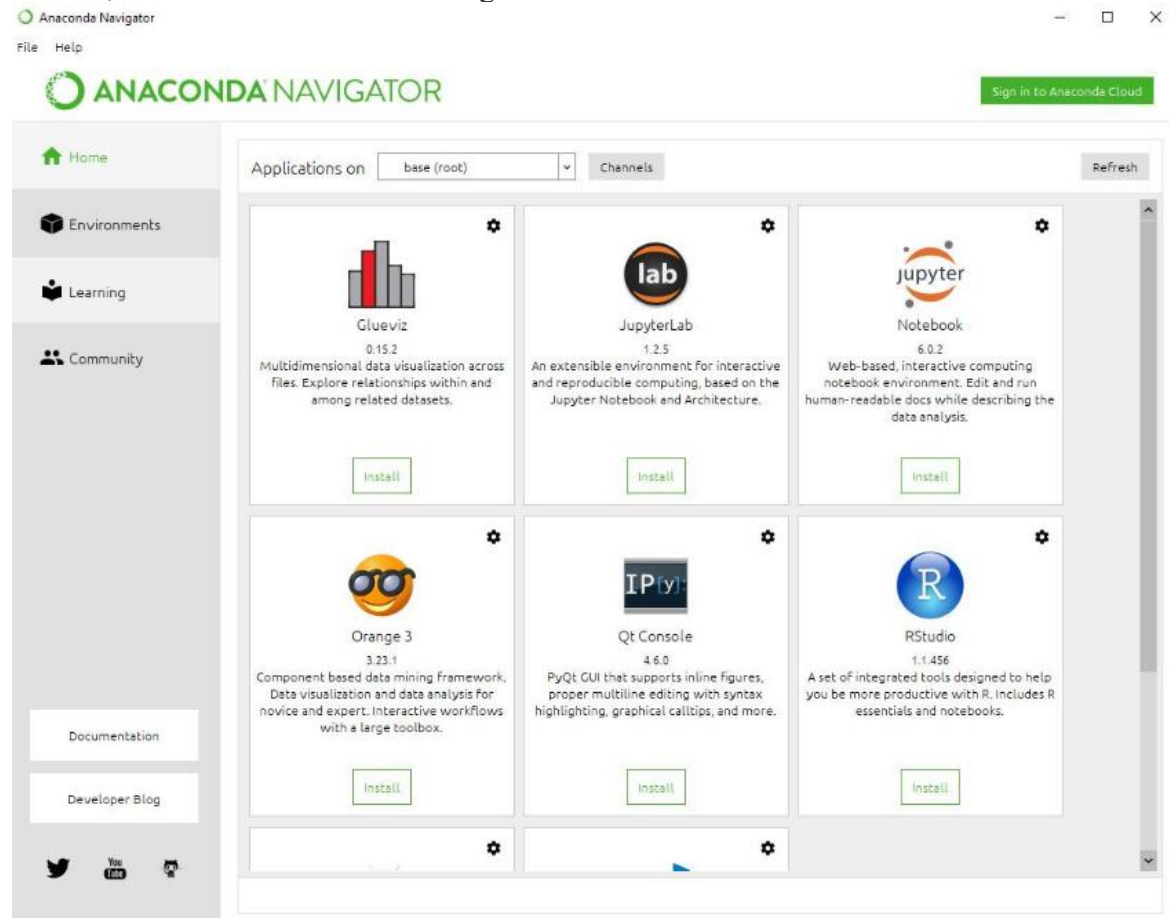 Anaconda Navigator
File Help
ANACONDA NAVIGATOR
Sign in to Anaconda Cloud
Home
Environments
Learning
Community
Documentation
Developer Blog
You
Tube
Applications on base (root) Channels Refresh
Glueviz
0.15.2
Multidimensional data visualization across
files. Explore relationships within and
among related datasets.
Install
lab
JupyterLab
1.2.5
An extensible environment for interactive
and reproducible computing, based on the
Jupyter Notebook and Architecture.
Install
jupyter
Notebook
6.0.2
Web-based, interactive computing
notebook environment. Edit and run
human-readable docs while describing the
data analysis.
Install
Orange 3
3.23.1
Component based data mining framework.
Data visualization and data analysis for
novice and expert. Interactive workflows
with a large toolbox.
Install
IP[y]:
Qt Console
4.6.0
PyQt GUI that supports inline figures,
proper multiline editing with syntax
highlighting, graphical calltips, and more.
Install
R
RStudio
1.1.456
A set of integrated tools designed to help
you be more productive with R. Includes R
essentials and notebooks.
Install